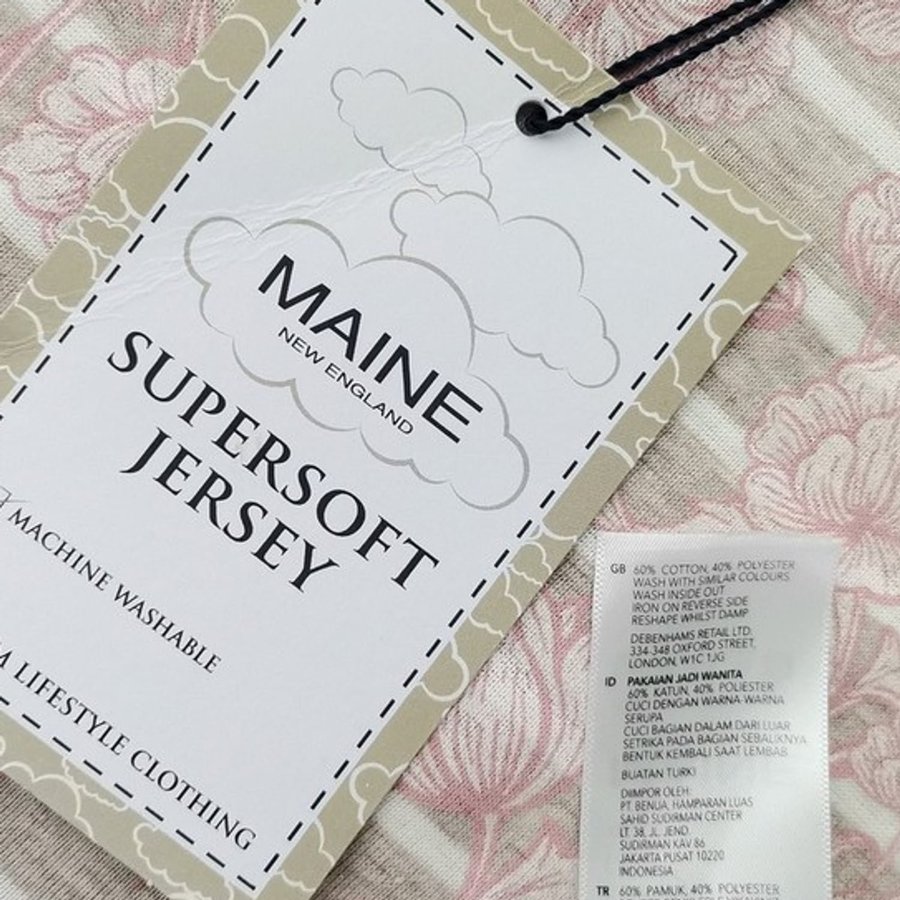 MAINE
NEW ENGLAND
SUPERSOFT
JERSEY
MACHINE WASHABLE
LIFESTYLE CLOTHING
GB 60% COTTON, 40% POLYESTER
WASH WITH SIMILAR COLOURS
WASH INSIDE OUT
IRON ON REVERSE SIDE
RESHAPE WHILST DAMP
DEBENHAMS RETAIL LTD.
334-348 OXFORD STREET,
LONDON, W1C 1JG
ID PAKAIAN JADI WANITA
60% KATUN, 40% POLIESTER
CUCI DENGAN WARNA-WARNA
SERUPA
CUCI BAGIAN DALAM DARI LUAR
SETRIKA PADA BAGIAN SEBALIKNYA
BENTUK KEMBALI SAAT LEMBAB
BUATAN TURKI
DIIMPOR OLEH:
PT BENUA, HAMPARAN LUAS
SAHID SUDIRMAN CENTER
LT 38, JL. JEND.
SUDIRMAN KAV 86
JAKARTA PUSAT 10220
INDONESIA
TR 60% PAMUK, 40% POLYESTER